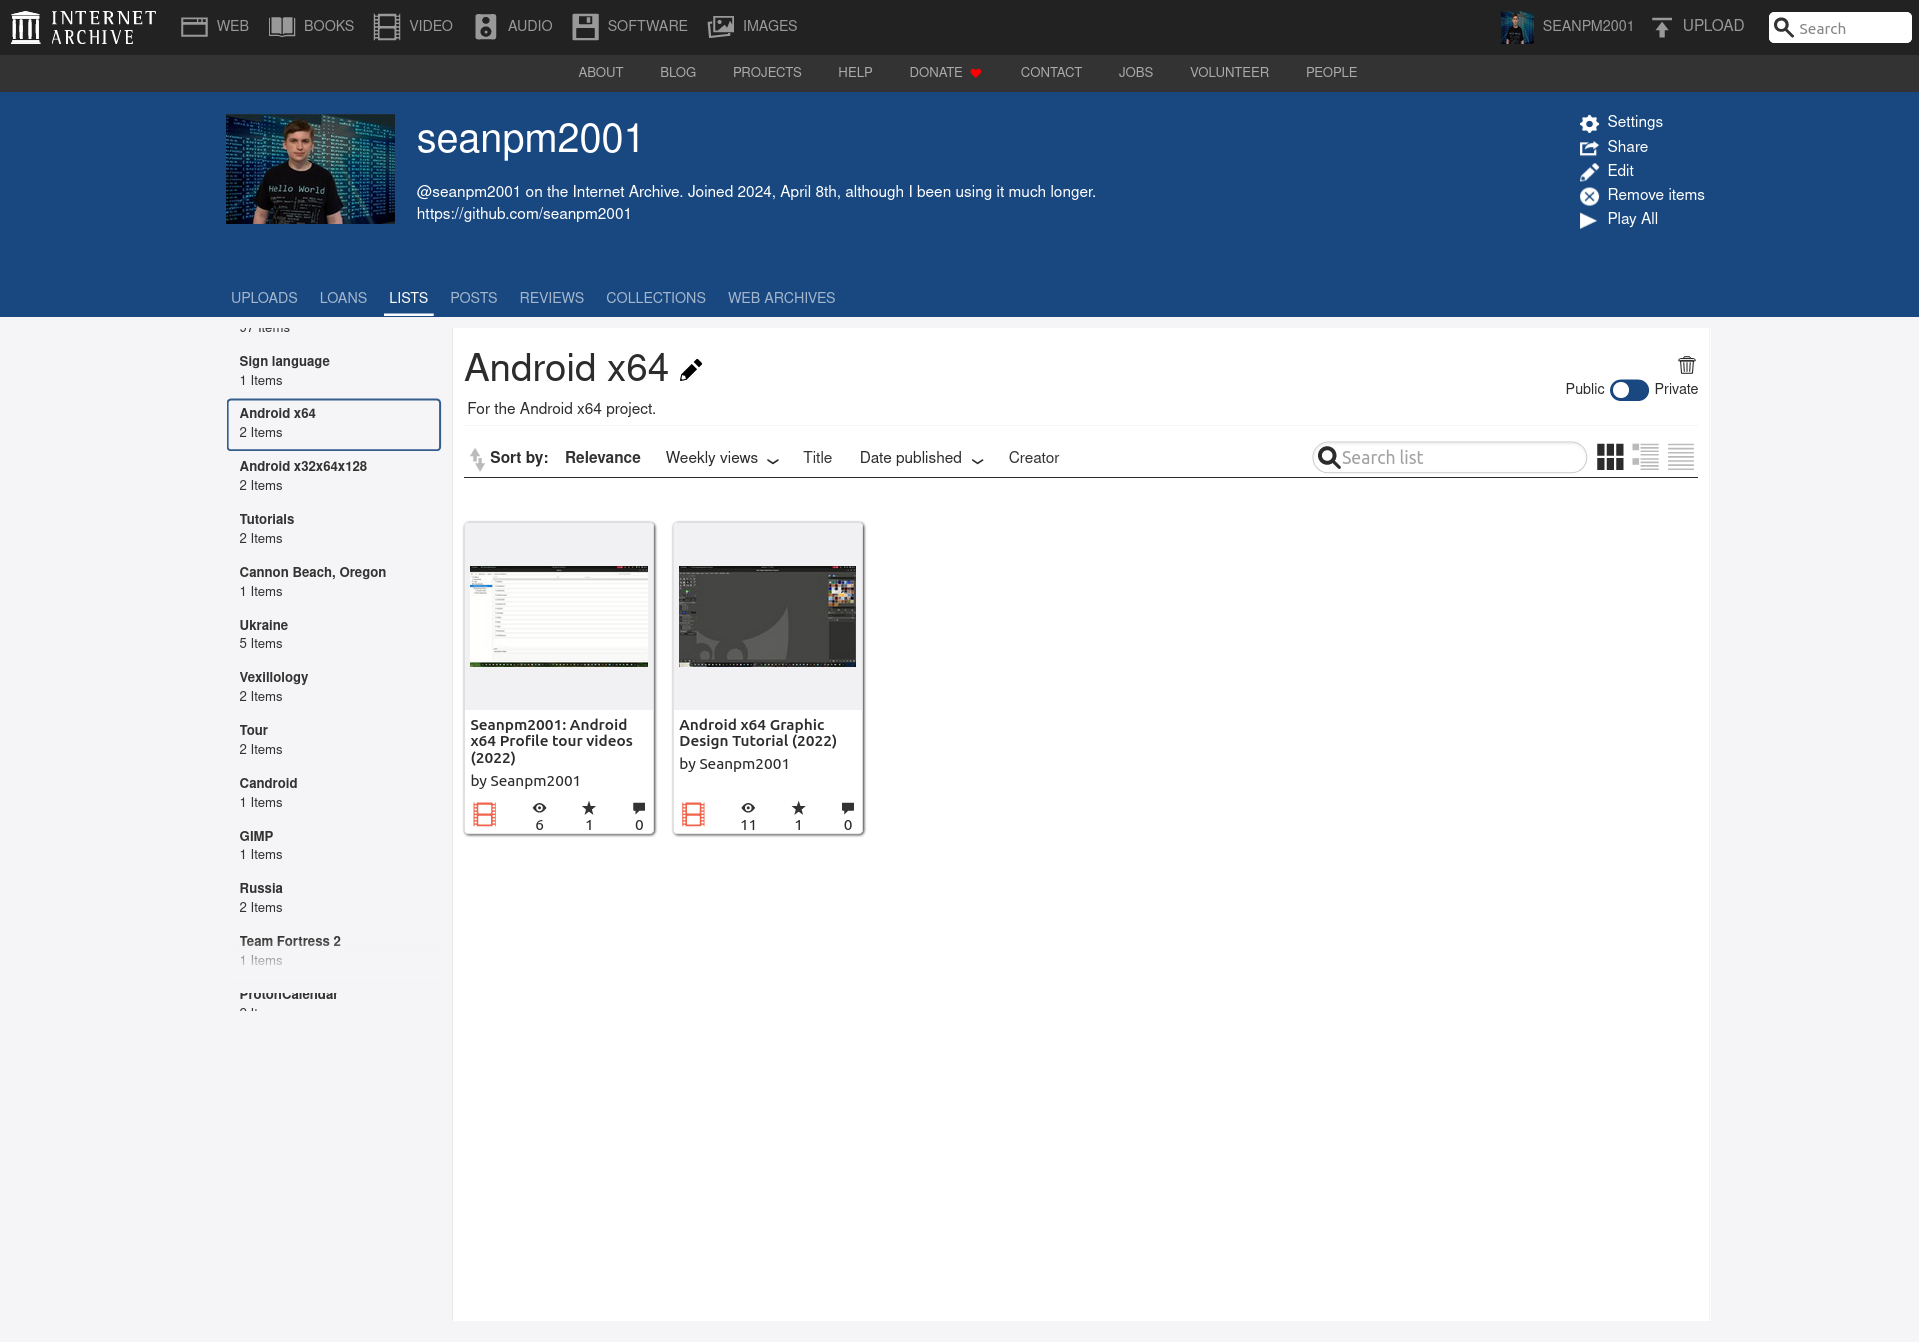 INTERNET ARCHIVE
WEB BOOKS VIDEO AUDIO SOFTWARE IMAGES
SEANPM2001 UPLOAD Search
ABOUT BLOG PROJECTS HELP DONATE CONTACT JOBS VOLUNTEER PEOPLE
Hello World
seanpm2001
@seanpm2001 on the Internet Archive. Joined 2024, April 8th, although I been using it much longer.
https://github.com/seanpm2001
Settings
Share
Edit
Remove items
Play All
UPLOADS LOANS LISTS POSTS REVIEWS COLLECTIONS WEB ARCHIVES
Sign language
1 Items
Android x64
2 Items
Android x32x64x128
2 Items
Tutorials
2 Items
Cannon Beach, Oregon
1 Items
Ukraine
5 Items
Vexillology
2 Items
Tour
2 Items
Candroid
1 Items
GIMP
1 Items
Russia
2 Items
Team Fortress 2
1 Items
ProtonCalendar
Android x64
For the Android x64 project.
Public Private
Sort by: Relevance Weekly views Title Date published Creator
Search list
Seanpm2001: Android
x64 Profile tour videos
(2022)
by Seanpm2001
6 1 0
Android x64 Graphic
Design Tutorial (2022)
by Seanpm2001
11 1 0